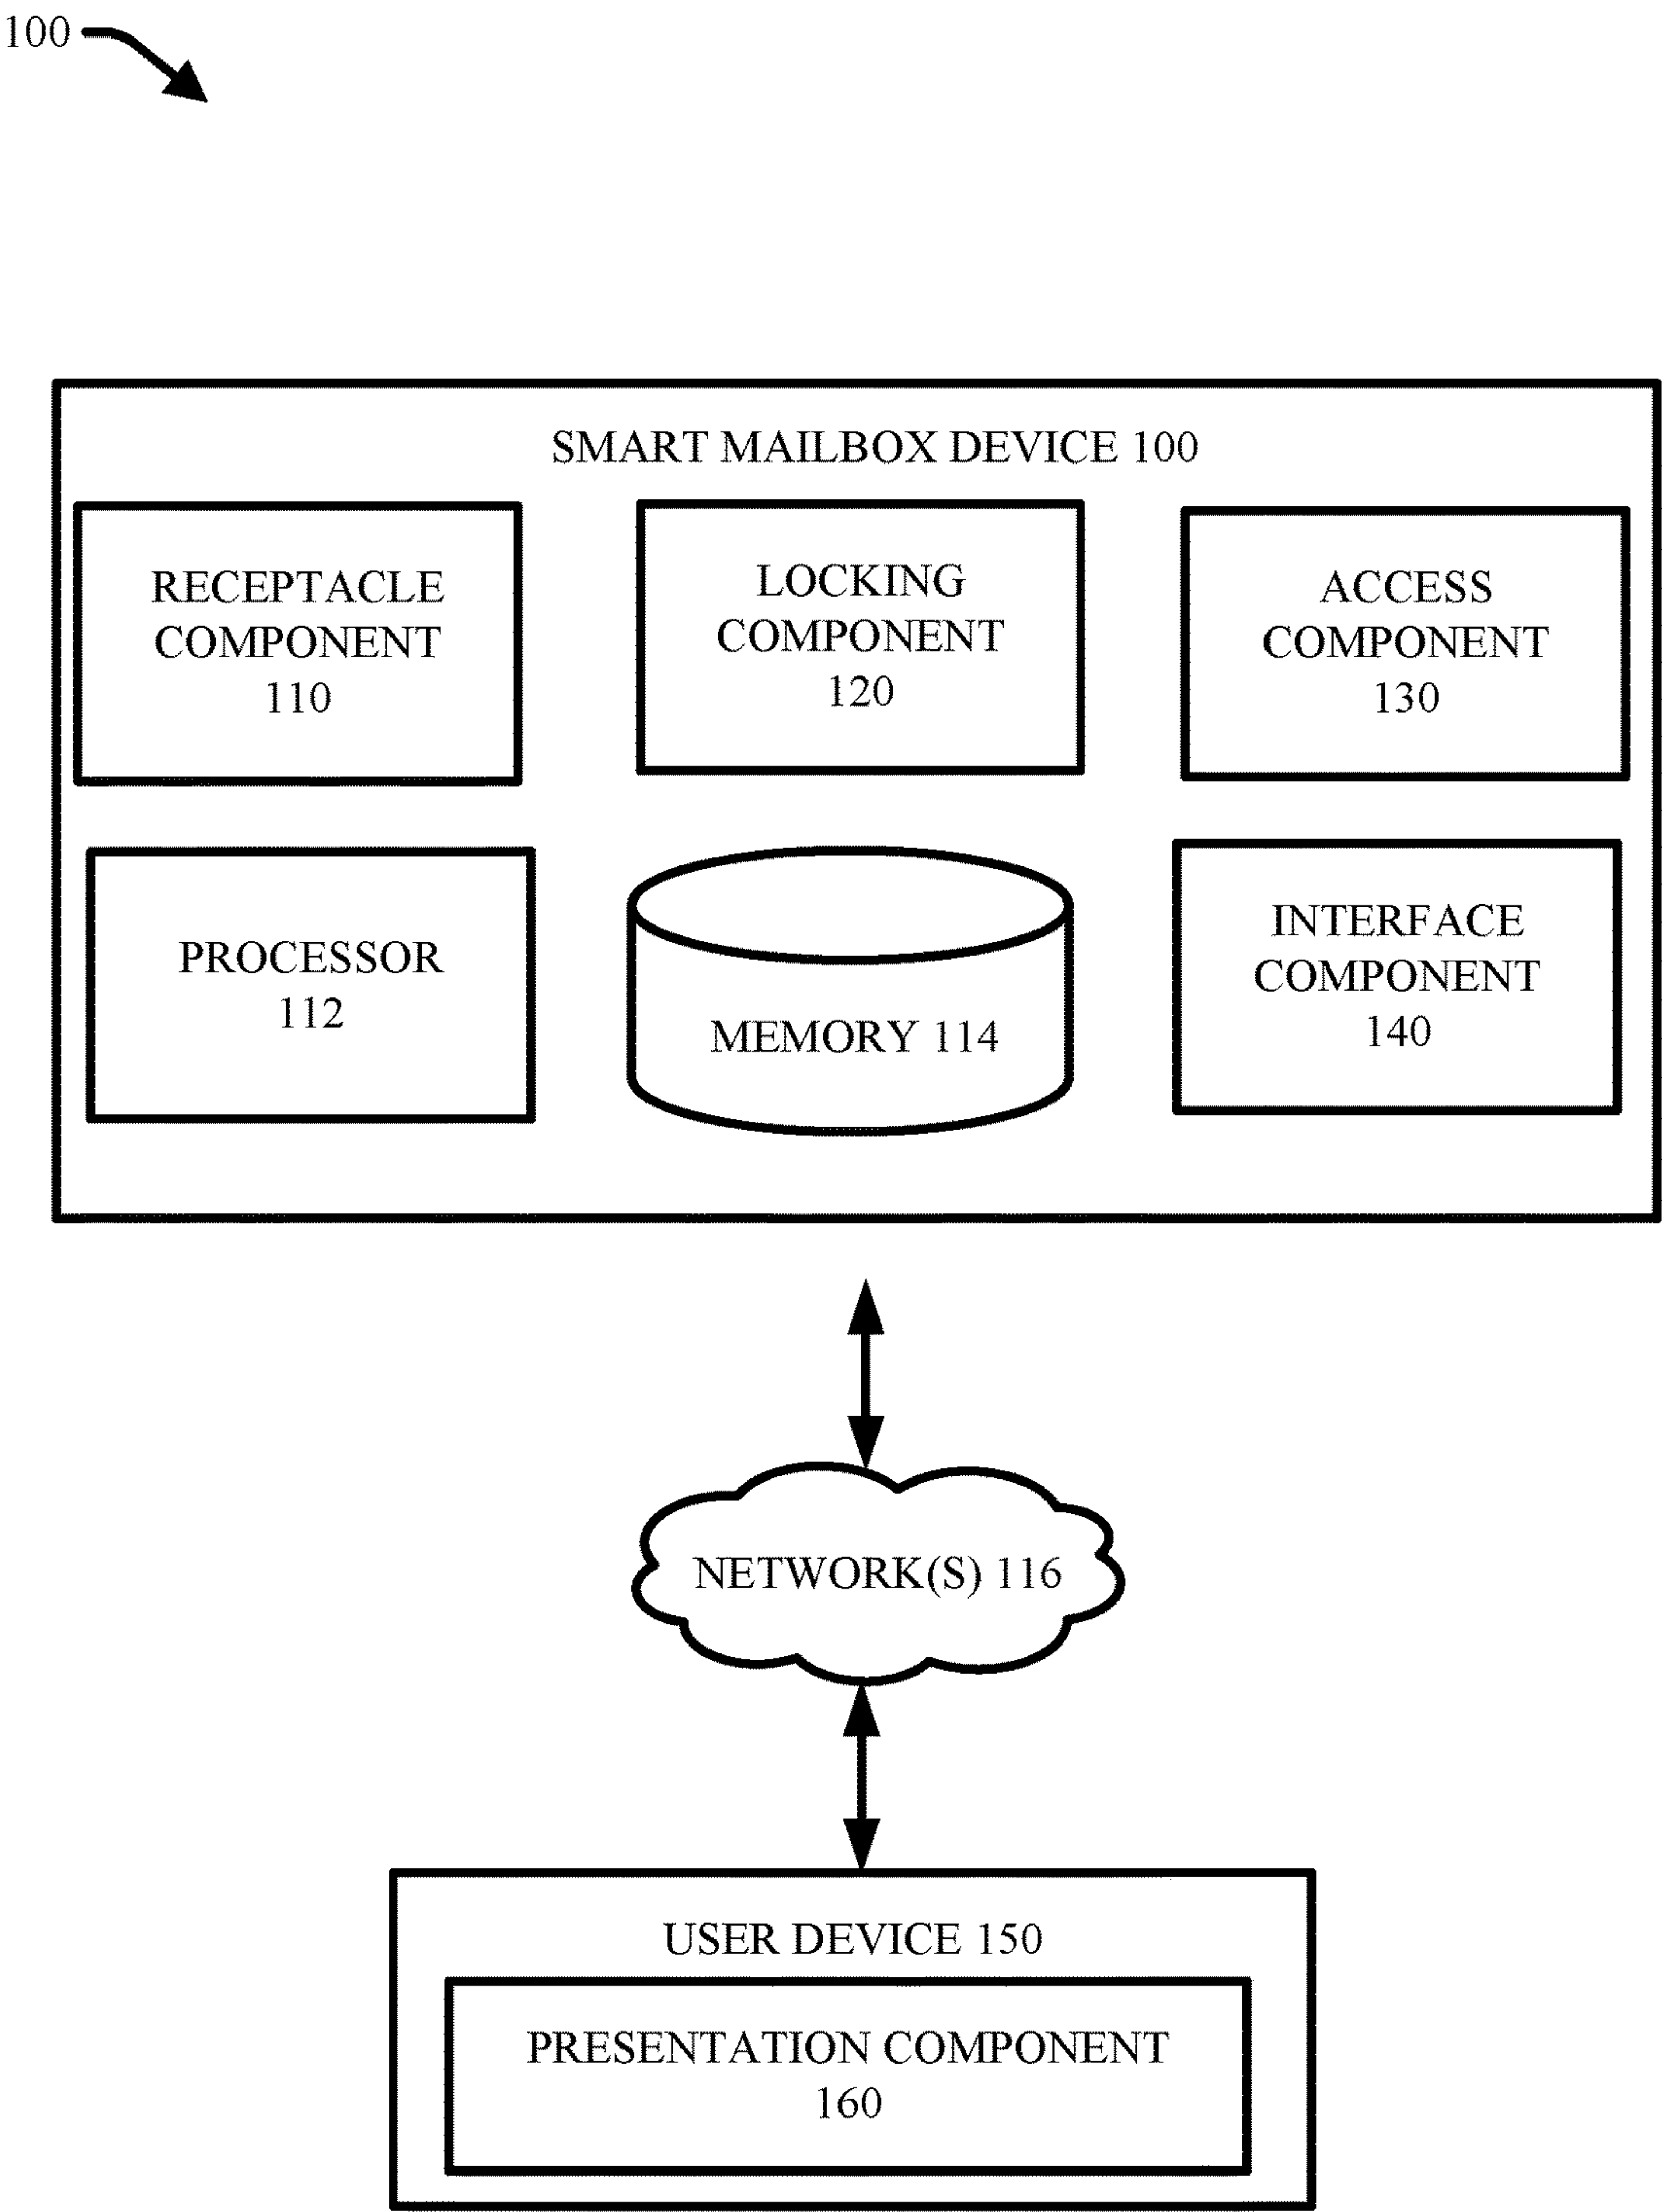 100
SMART MAILBOX DEVICE 100
RECEPTACLE
COMPONENT
110
LOCKING
COMPONENT
120
ACCESS
COMPONENT
130
PROCESSOR
112
MEMORY 114
INTERFACE
COMPONENT
140
NETWORK(S) 116
USER DEVICE 150
PRESENTATION COMPONENT
160